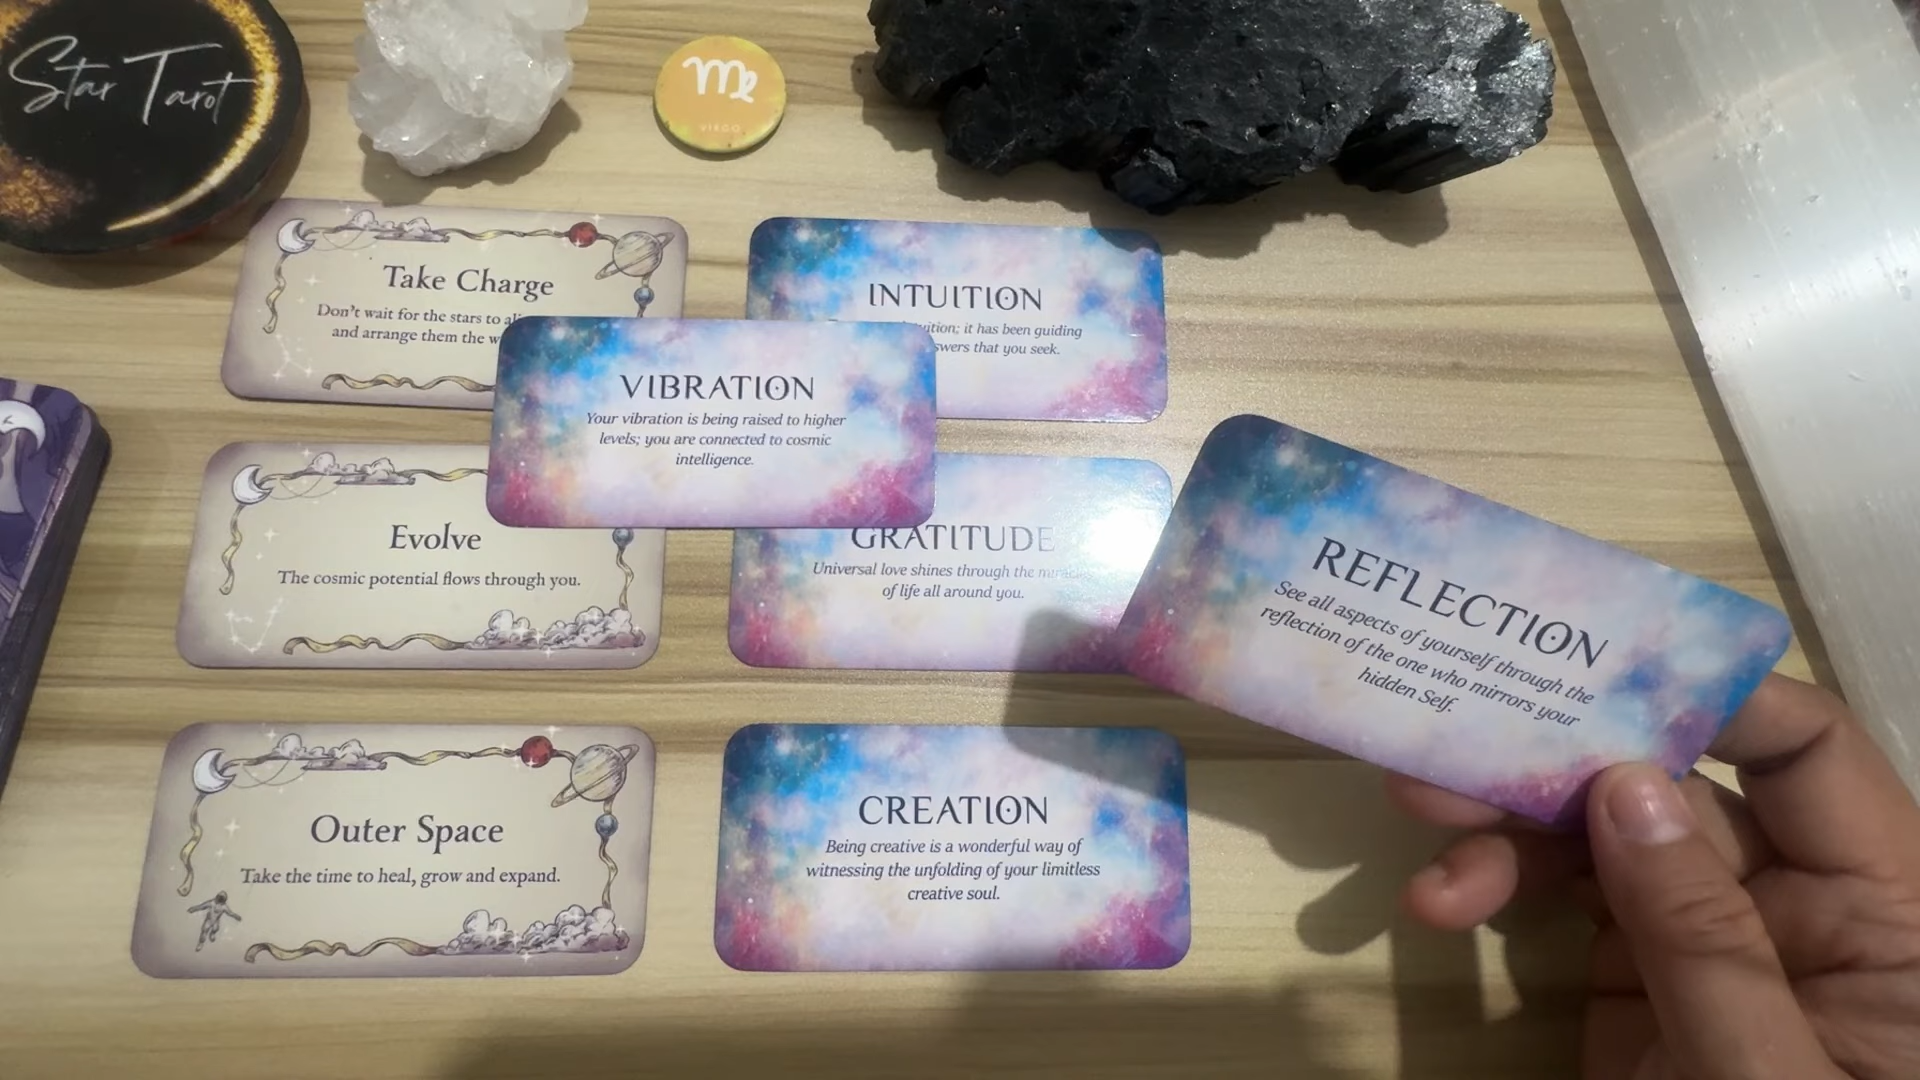 Star Tarot
VIRGO
Take Charge
Don't wait for the stars to
and arrange them the
INTUITION
it has been guiding
that you seek.
VIBRATION
Your vibration is being raised to higher
levels; you are connected to cosmic
intelligence.
Evolve
The cosmic potential flows through you.
GRATITUDE
Universal love shines through the
of life all around you.
REFLECTION
See all aspects of yourself through the
reflection of the one who mirrors your
hidden Self.
Outer Space
Take the time to heal, grow and expand.
CREATION
Being creative is a wonderful way of
witnessing the unfolding of your limitless
creative soul.